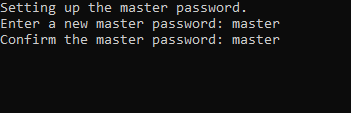 Setting up the master password.
Enter a new master password: master
Confirm the master password: master